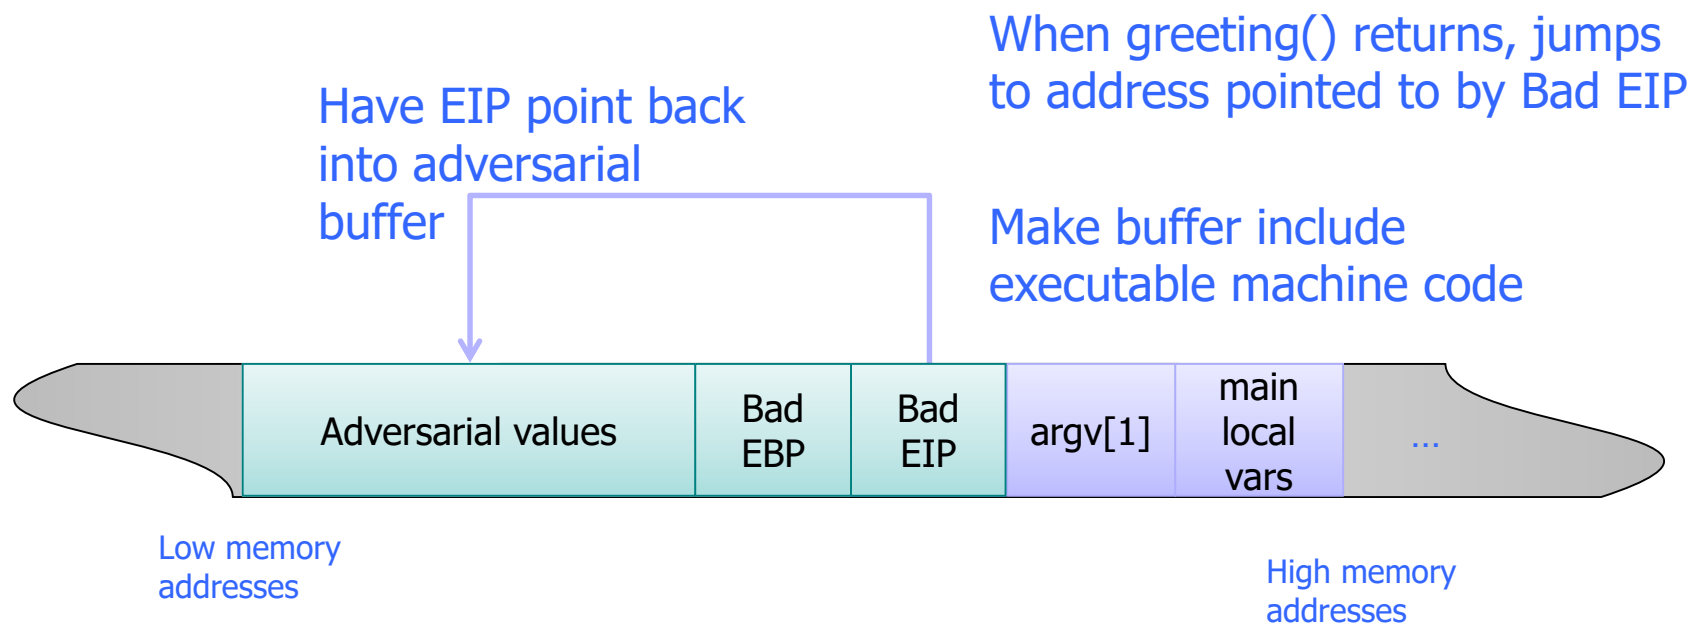 When greeting() returns, jumps
to address pointed to by Bad EIP
Have EIP point back
into adversarial
buffer
Make buffer include
executable machine code
Adversarial values
Bad
EBP
Bad
EIP
argv[1]
main
local
vars
...
Low memory
addresses
High memory
addresses